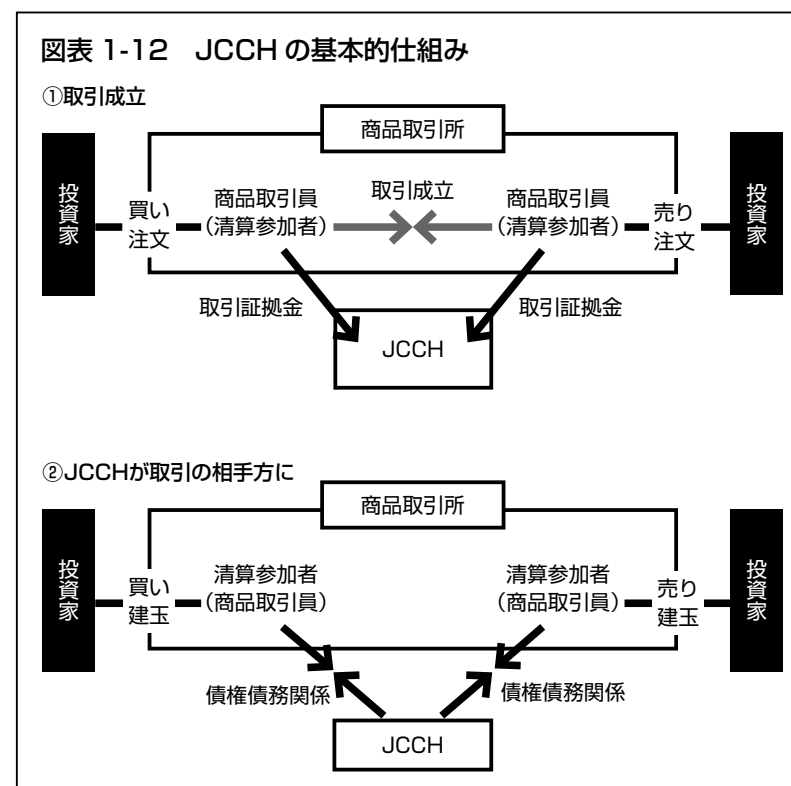 図表 1-12 JCCH の基本的仕組み
①取引成立
商品取引所
投資家
買い
注文
商品取引員
(清算参加者)
取引成立
商品取引員
(清算参加者)
売り
注文
投資家
取引証拠金
取引証拠金
JCCH
②JCCHが取引の相手方に
商品取引所
投資家
買い
建玉
清算参加者
(商品取引員)
清算参加者
(商品取引員)
売り
建玉
投資家
債権債務関係
債権債務関係
JCCH